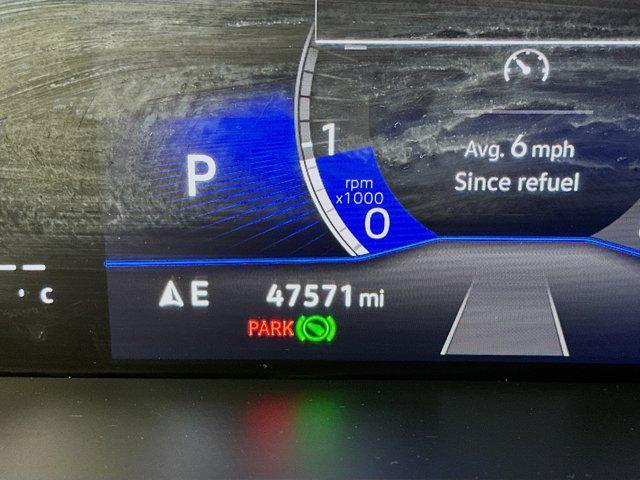 Avg. 6 mph
Since refuel
P
1
rpm
x1000
0
C
E
47571 mi
PARK